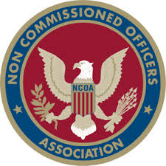 NON COMMISSIONED OFFICERS
NCOA
ASSOCIATION